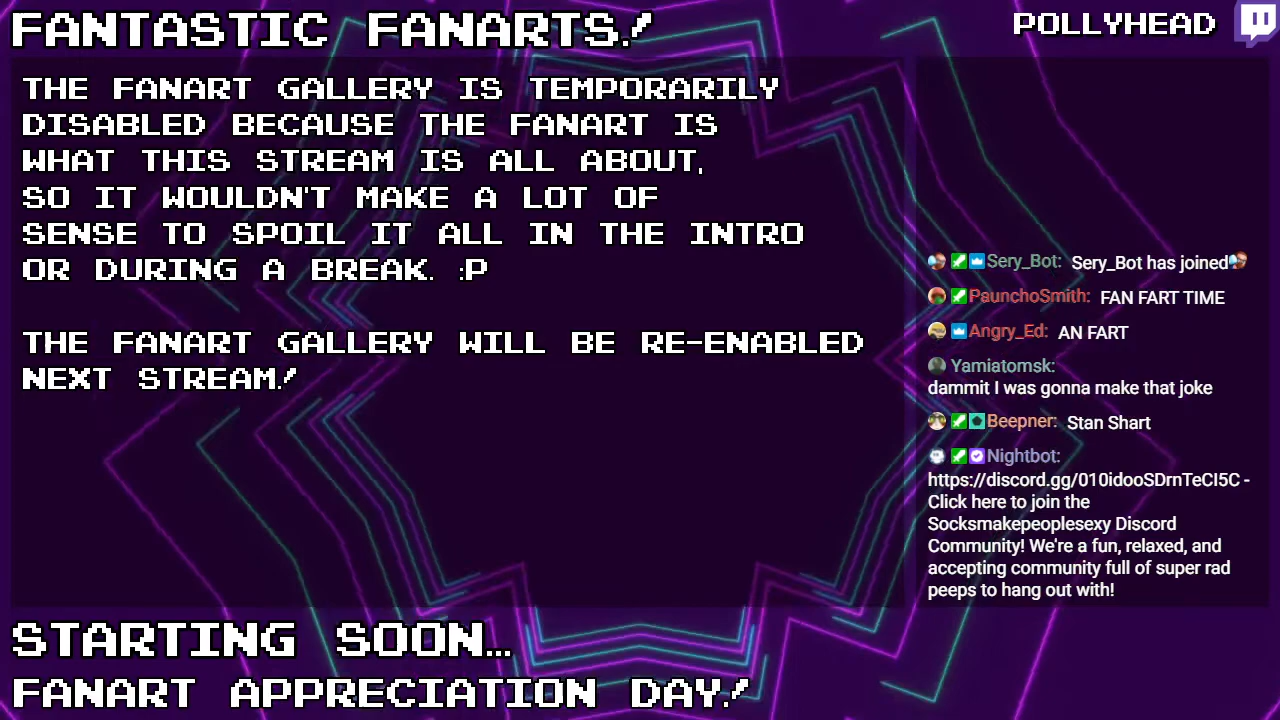 FANTASTIC FANARTS!
POLLYHEAD
THE FANART GALLERY IS TEMPORARILY
DISABLED BECAUSE THE FANART IS
WHAT THIS STREAM IS ALL ABOUT,
SO IT WOULDN'T MAKE A LOT OF
SENSE TO SPOIL IT ALL IN THE INTRO
OR DURING A BREAK. :P
THE FANART GALLERY WILL BE RE-ENABLED
NEXT STREAM!
Sery_Bot: Sery_Bot has joined
PaunchoSmith: FAN FART TIME
Angry_Ed: AN FART
Yamiatomsk:
dammit I was gonna make that joke
Beepner: Stan Shart
Nightbot:
https://discord.gg/010idooSDrnTeCI5C -
Click here to join the
Socksmakepeoplesexy Discord
Community! We're a fun, relaxed, and
accepting community full of super rad
peeps to hang out with!
STARTING SOON...
FANART APPRECIATION DAY!